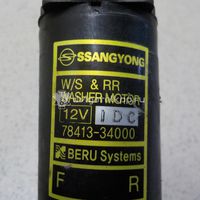 SSANGYONG
W/S & RR
WASHER MOTOR
12V IDC
78413-34000
BERU Systems
F R